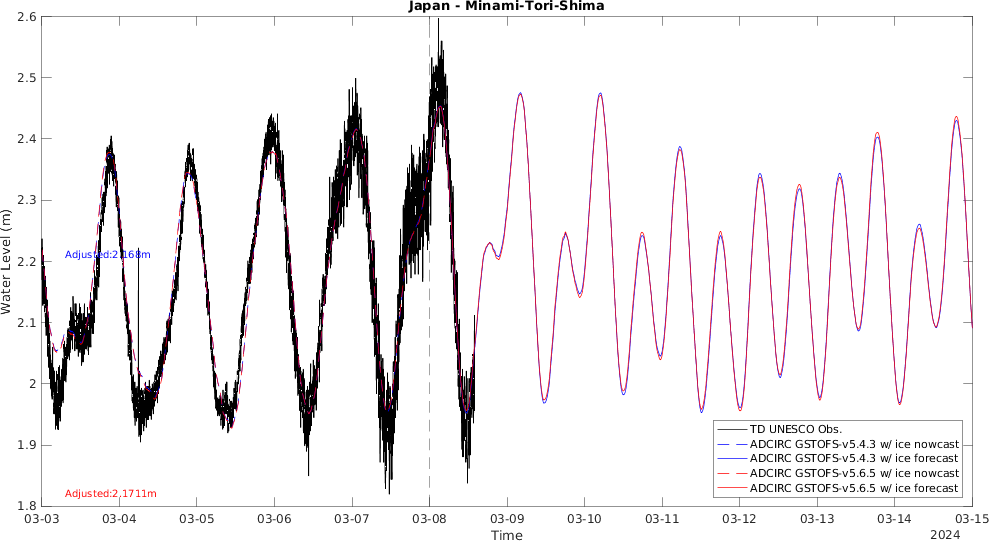 Japan - Minami-Tori-Shima
2.6
2.5
2.4
2.3
2.2
2.1
2
1.9
1.8
Water Level (m)
Adjusted:2.168m
Adjusted:2.1711m
TD UNESCO Obs.
ADCIRC GSTOFS-v5.4.3 w/ ice nowcast
ADCIRC GSTOFS-v5.4.3 w/ ice forecast
ADCIRC GSTOFS-v5.6.5 w/ ice nowcast
ADCIRC GSTOFS-v5.6.5 w/ ice forecast
03-03 03-04 03-05 03-06 03-07 03-08 03-09 03-10 03-11 03-12 03-13 03-14 03-15
Time
2024